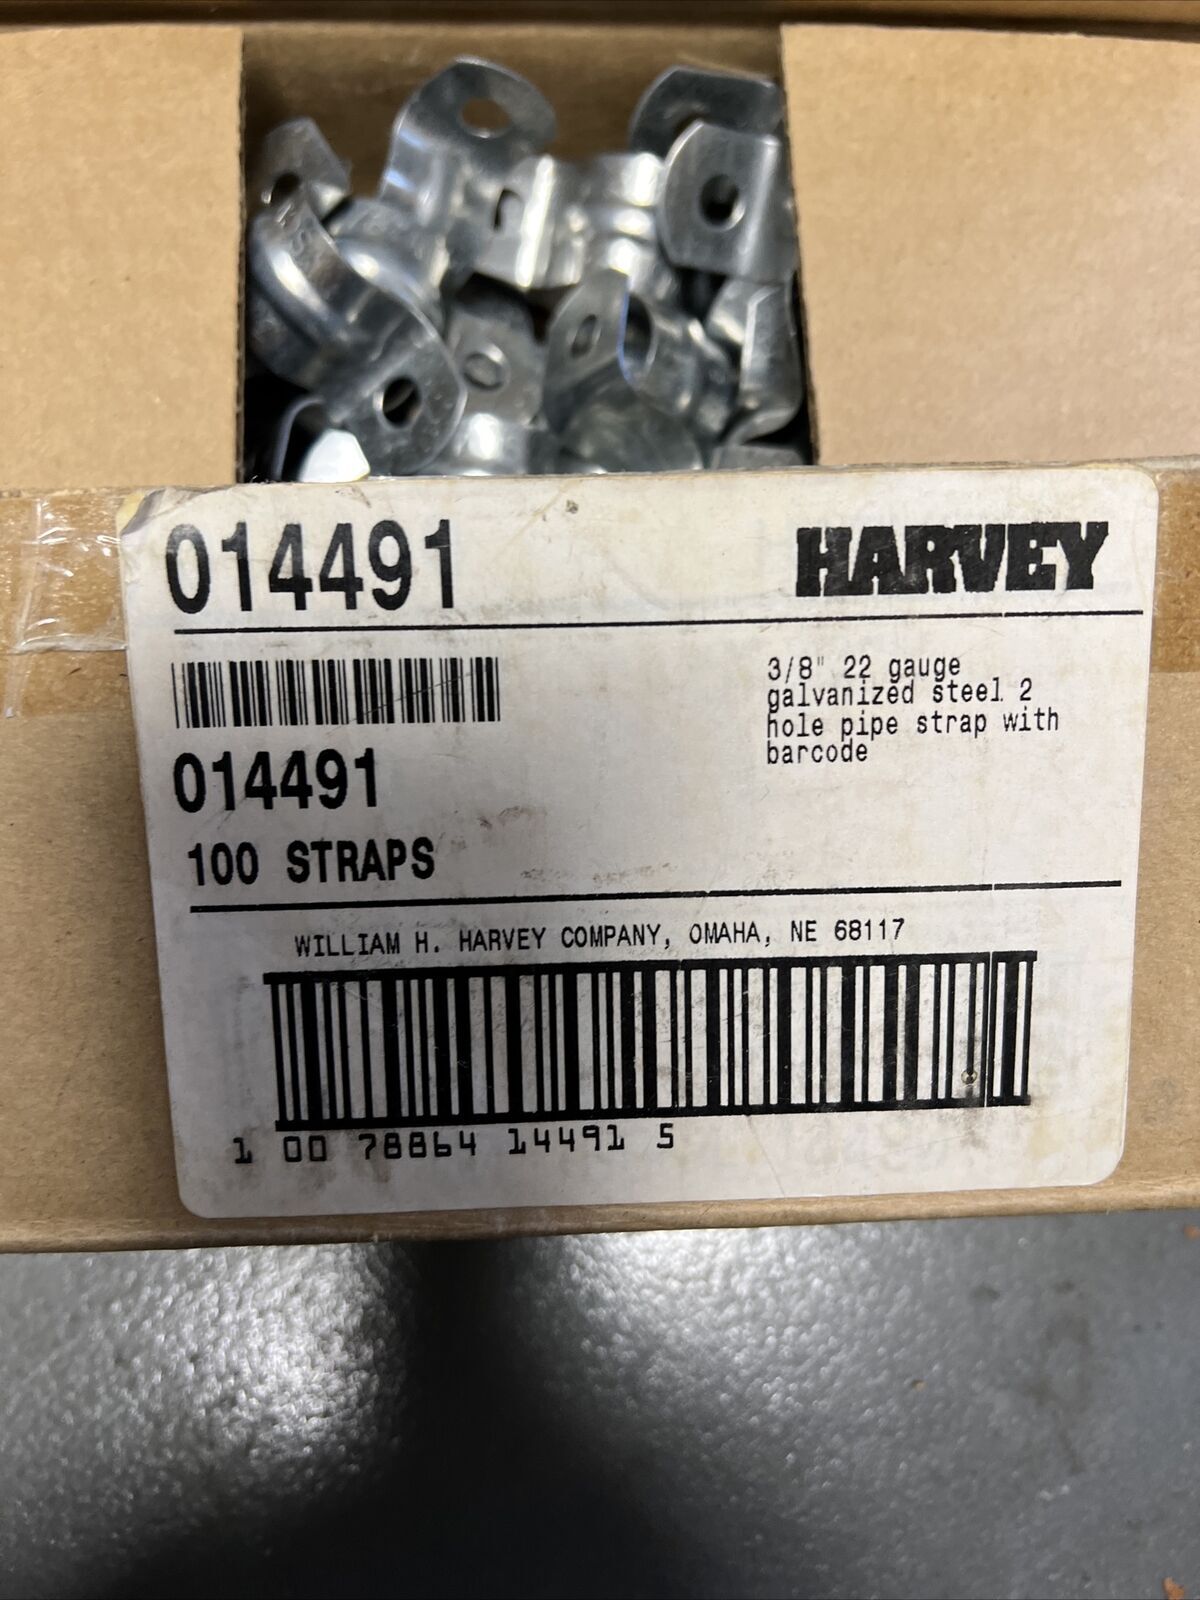 014491
HARVEY
014491
100 STRAPS
3/8" 22 gauge
galvanized steel 2
hole pipe strap with
barcode
WILLIAM H. HARVEY COMPANY, OMAHA, NE 68117
1 00 78864 14491 5